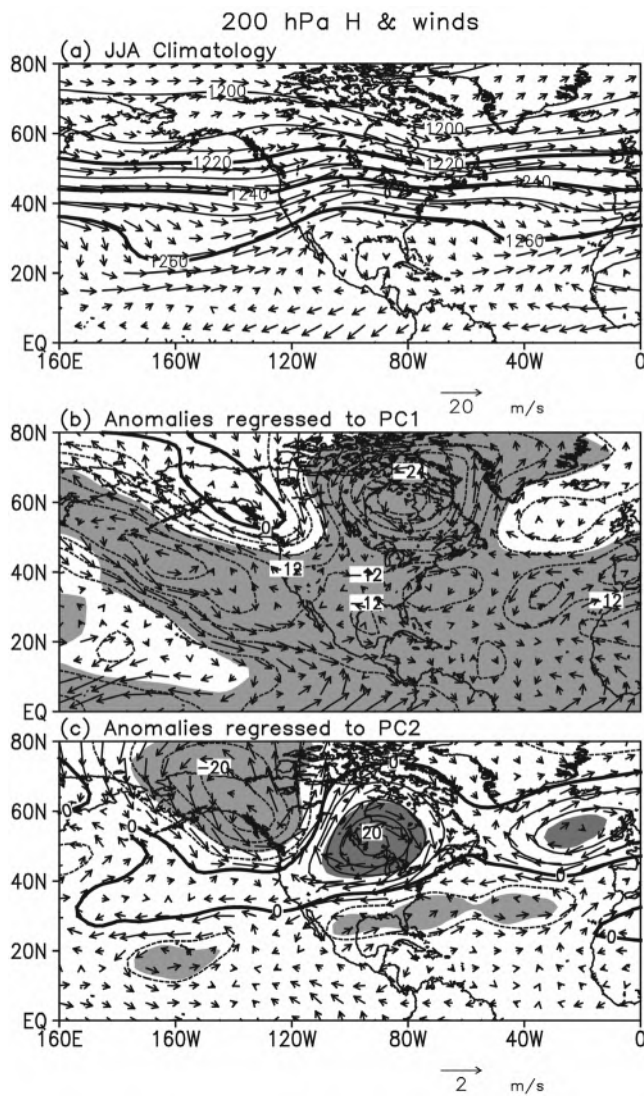 200 hPa H & winds
(a) JJA Climatology
80N
60N
40N
20N
EQ
1200
1200
1220
1220
1240
1240
1260
1260
160E 160W 120W 80W 40W 0
20 m/s
(b) Anomalies regressed to PC1
80N
60N
40N
20N
EQ
0
-12
-12
-12
-12
(c) Anomalies regressed to PC2
80N
60N
40N
20N
EQ
-20
0
0
0
20
0
0
0
160E 160W 120W 80W 40W 0
2 m/s